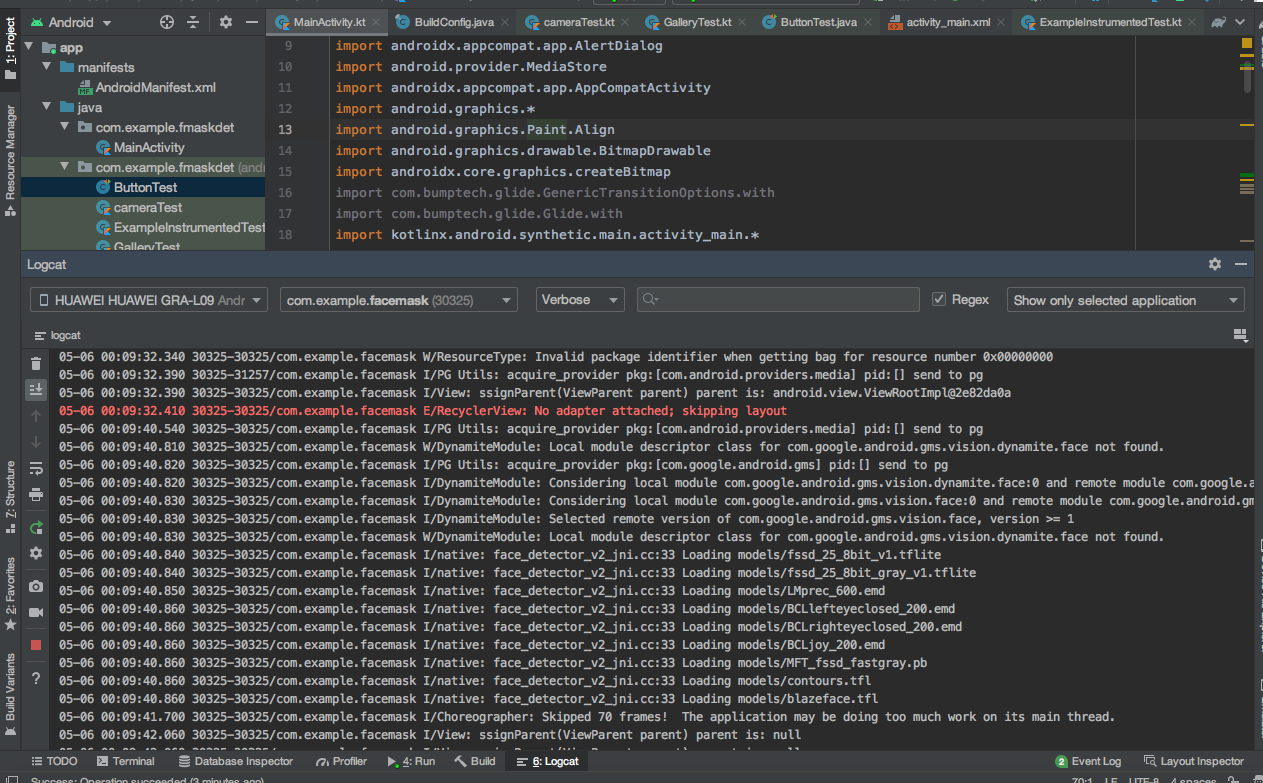 Android
MainActivity.kt
BuildConfig.java
cameraTest.kt
GalleryTest.kt
ButtonTest.java
activity_main.xml
ExampleInstrumentedTest.kt
1: Project
Resource Manager
7: Structure
2: Favorites
Build Variants
app
manifests
AndroidManifest.xml
java
com.example.fmaskdet
MainActivity
com.example.fmaskdet (and
ButtonTest
cameraTest
ExampleInstrumentedTest
GalleryTest
9 import androidx.appcompat.app.AlertDialog
10 import android.provider.MediaStore
11 import androidx.appcompat.app.AppCompatActivity
12 import android.graphics.*
13 import android.graphics.Paint.Align
14 import android.graphics.drawable.BitmapDrawable
15 import androidx.core.graphics.createBitmap
16 import com.bumptech.glide.GenericTransitionOptions.with
17 import com.bumptech.glide.Glide.with
18 import kotlinx.android.synthetic.main.activity_main.*
Logcat
HUAWEI HUAWEI GRA-L09 Andr
com.example.facemask (30325)
Verbose
Regex
Show only selected application
logcat
05-06 00:09:32.340 30325-30325/com.example.facemask W/ResourceType: Invalid package identifier when getting bag for resource number 0x00000000
05-06 00:09:32.390 30325-31257/com.example.facemask I/PG Utils: acquire_provider pkg:[com.android.providers.media] pid:[] send to pg
05-06 00:09:32.390 30325-30325/com.example.facemask I/View: ssignParent(ViewParent parent) parent is: android.view.ViewRootImpl@2e82da0a
05-06 00:09:32.410 30325-30325/com.example.facemask E/RecyclerView: No adapter attached; skipping layout
05-06 00:09:40.540 30325-30325/com.example.facemask I/PG Utils: acquire_provider pkg:[com.android.providers.media] pid:[] send to pg
05-06 00:09:40.810 30325-30325/com.example.facemask W/DynamiteModule: Local module descriptor class for com.google.android.gms.vision.dynamite.face not found.
05-06 00:09:40.820 30325-30325/com.example.facemask I/PG Utils: acquire_provider pkg:[com.google.android.gms] pid:[] send to pg
05-06 00:09:40.820 30325-30325/com.example.facemask I/DynamiteModule: Considering local module com.google.android.gms.vision.dynamite.face:0 and remote module com.google.a
05-06 00:09:40.830 30325-30325/com.example.facemask I/DynamiteModule: Considering local module com.google.android.gms.vision.face:0 and remote module com.google.android.gm
05-06 00:09:40.830 30325-30325/com.example.facemask I/DynamiteModule: Selected remote version of com.google.android.gms.vision.face, version >= 1
05-06 00:09:40.830 30325-30325/com.example.facemask W/DynamiteModule: Local module descriptor class for com.google.android.gms.vision.dynamite.face not found.
05-06 00:09:40.840 30325-30325/com.example.facemask I/native: face_detector_v2_jni.cc:33 Loading models/fssd_25_8bit_v1.tflite
05-06 00:09:40.840 30325-30325/com.example.facemask I/native: face_detector_v2_jni.cc:33 Loading models/fssd_25_8bit_gray_v1.tflite
05-06 00:09:40.850 30325-30325/com.example.facemask I/native: face_detector_v2_jni.cc:33 Loading models/LMprec_600.emd
05-06 00:09:40.860 30325-30325/com.example.facemask I/native: face_detector_v2_jni.cc:33 Loading models/BCLlefteyeclosed_200.emd
05-06 00:09:40.860 30325-30325/com.example.facemask I/native: face_detector_v2_jni.cc:33 Loading models/BCLrighteyeclosed_200.emd
05-06 00:09:40.860 30325-30325/com.example.facemask I/native: face_detector_v2_jni.cc:33 Loading models/BCLjoy_200.emd
05-06 00:09:40.860 30325-30325/com.example.facemask I/native: face_detector_v2_jni.cc:33 Loading models/MFT_fssd_fastgray.pb
05-06 00:09:40.860 30325-30325/com.example.facemask I/native: face_detector_v2_jni.cc:33 Loading models/contours.tfl
05-06 00:09:40.860 30325-30325/com.example.facemask I/native: face_detector_v2_jni.cc:33 Loading models/blazeface.tfl
05-06 00:09:41.700 30325-30325/com.example.facemask I/Choreographer: Skipped 70 frames!  The application may be doing too much work on its main thread.
05-06 00:09:42.060 30325-30325/com.example.facemask I/View: ssignParent(ViewParent parent) parent is: null
TODO
Terminal
Database Inspector
Profiler
4: Run
Build
6: Logcat
2 Event Log
Layout Inspector
Success: Operation succeeded (3 minutes ago)
70:1 LF UTF-8 4 spaces